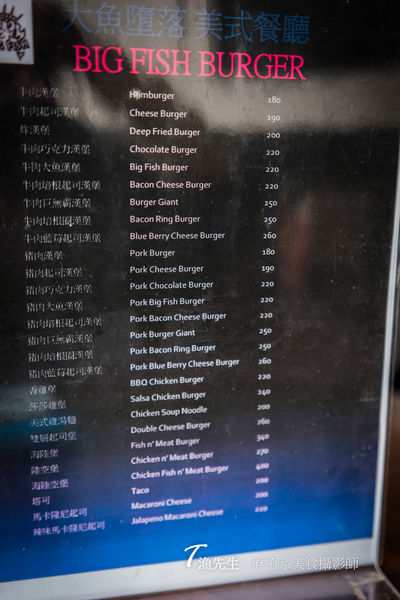 大魚墮落 美式餐廳
BIG FISH BURGER
牛肉漢堡 Hamburger 180
牛肉起司漢堡 Cheese Burger 190
炸漢堡 Deep Fried Burger 200
牛肉巧克力漢堡 Chocolate Burger 220
牛肉大魚漢堡 Big Fish Burger 220
牛肉培根起司漢堡 Bacon Cheese Burger 220
牛肉巨無霸漢堡 Burger Giant 250
牛肉培根圈漢堡 Bacon Ring Burger 250
牛肉藍莓起司漢堡 Blue Berry Cheese Burger 260
豬肉漢堡 Pork Burger 180
豬肉起司漢堡 Pork Cheese Burger 190
豬肉巧克力漢堡 Pork Chocolate Burger 220
豬肉大魚漢堡 Pork Big Fish Burger 220
豬肉培根起司漢堡 Pork Bacon Cheese Burger 220
豬肉巨無霸漢堡 Pork Burger Giant 250
豬肉培根圈漢堡 Pork Bacon Ring Burger 250
豬肉藍莓起司漢堡 Pork Blue Berry Cheese Burger 260
香雞堡 BBQ Chicken Burger 220
莎莎雞堡 Salsa Chicken Burger 240
美式雞湯麵 Chicken Soup Noodle 200
雙層起司堡 Double Cheese Burger 260
海陸堡 Fish n' Meat Burger 340
陸空堡 Chicken n' Meat Burger 270
海陸空堡 Chicken Fish n' Meat Burger 400
塔可 Taco 200
馬卡隆尼起司 Macaroni Cheese 200
辣味馬卡隆尼起司 Jalapeno Macaroni Cheese 220
T漁先生 美食攝影師